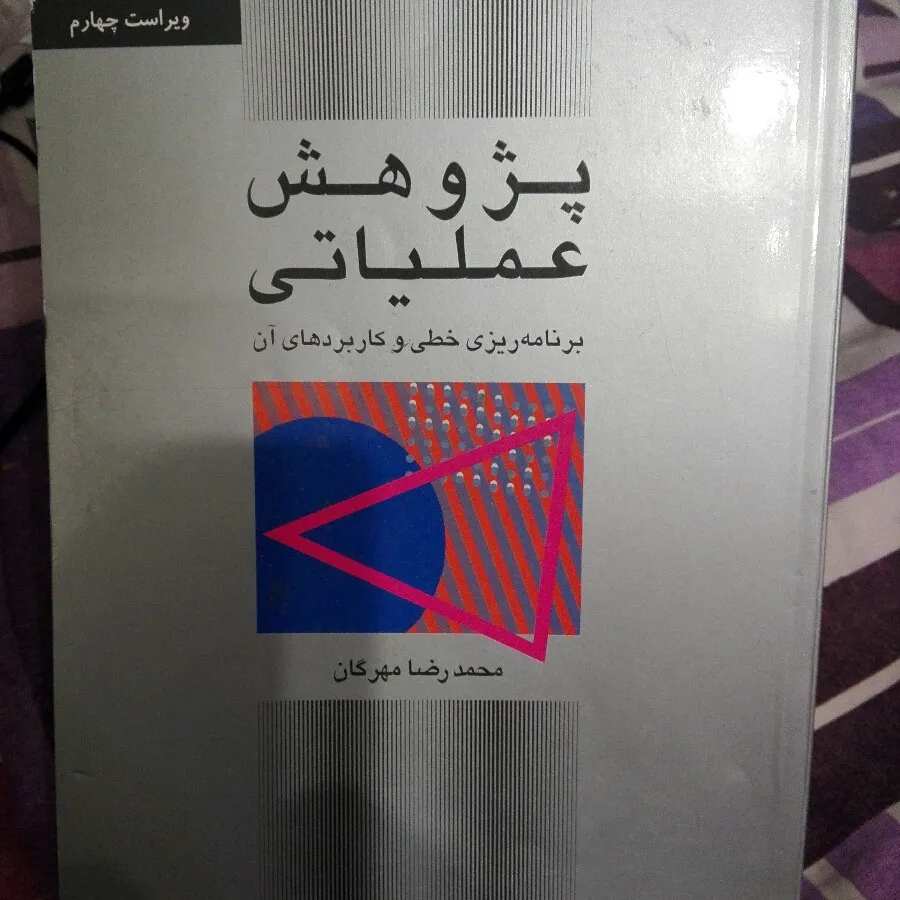 ویراست چهارم
پژوهش
عملیاتی
برنامه‌ریزی خطی و کاربردهای آن
محمدرضا مهرگان